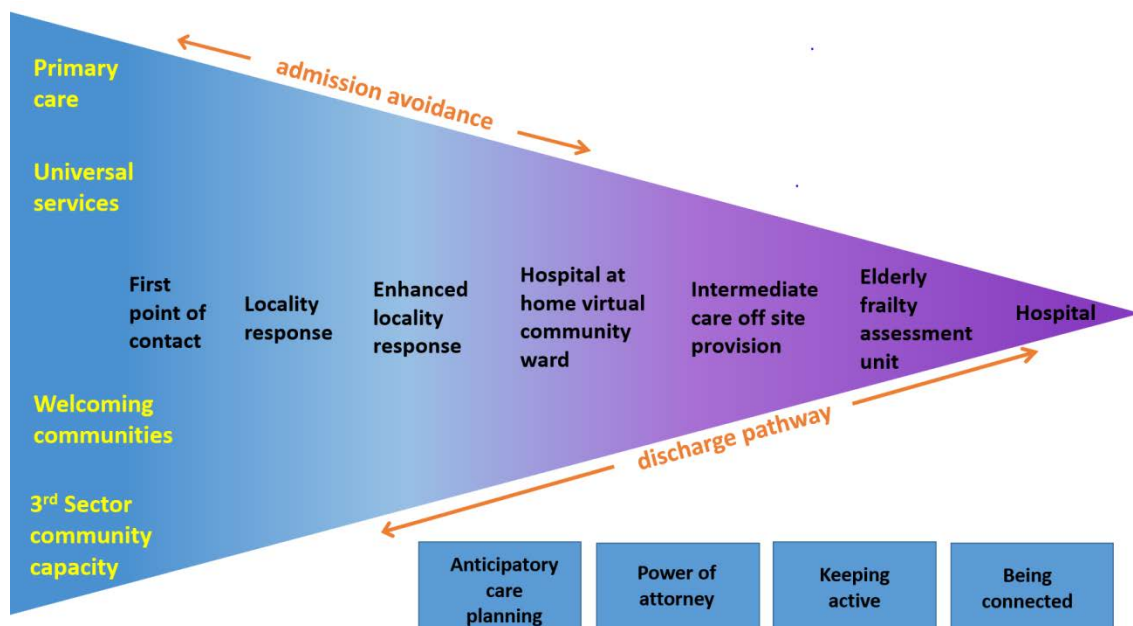 Primary
care
admission avoidance
Universal
services
First
point of
contact
Locality
response
Enhanced
locality
response
Hospital at
home virtual
community
ward
Intermediate
care off site
provision
Elderly
frailty
assessment
unit
Hospital
Welcoming
communities
discharge pathway
3rd Sector
community
capacity
Anticipatory
care
planning
Power of
attorney
Keeping
active
Being
connected